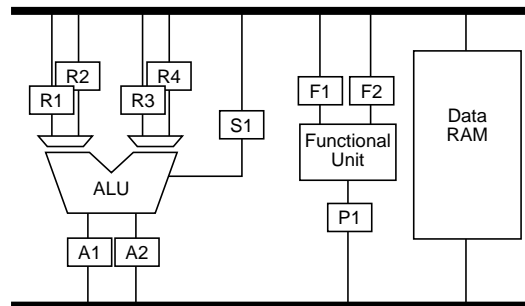 R2
R4
R1
R3
F1
F2
S1
Data
RAM
Functional
Unit
ALU
P1
A1
A2